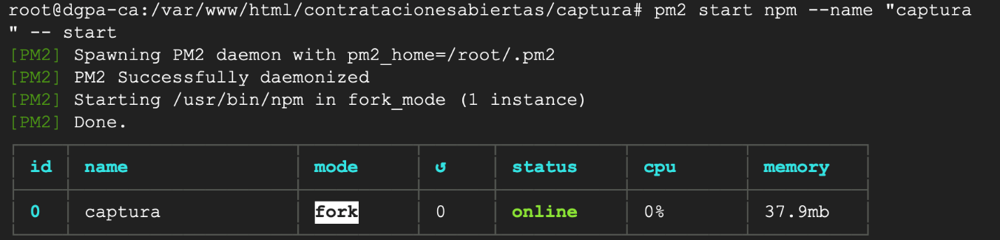 root@dgpa-ca:/var/www/html/contratacionesabiertas/captura# pm2 start npm --name "captura
" -- start
[PM2] Spawning PM2 daemon with pm2_home=/root/.pm2
[PM2] PM2 Successfully daemonized
[PM2] Starting /usr/bin/npm in fork_mode (1 instance)
[PM2] Done.
id name mode ↺ status cpu memory
0 captura fork 0 online 0% 37.9mb